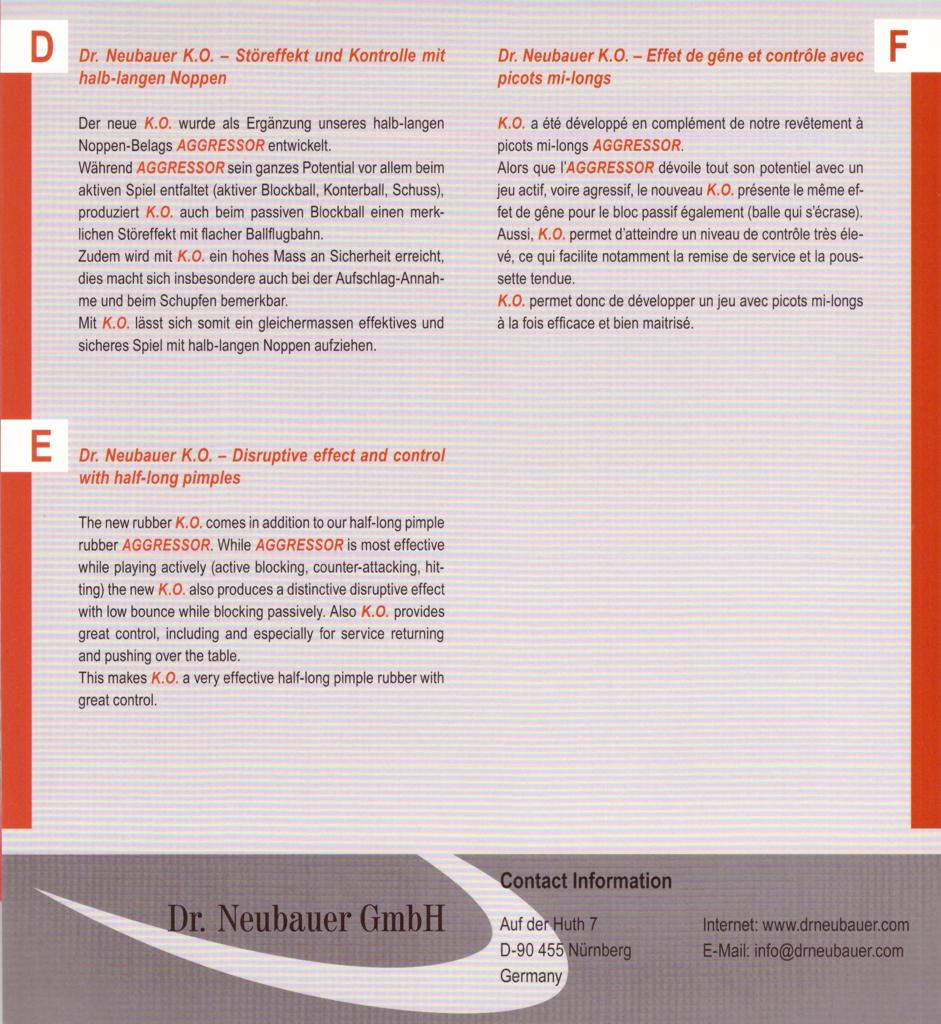 D
Dr. Neubauer K.O. – Störeffekt und Kontrolle mit
halb-langen Noppen
Der neue K.O. wurde als Ergänzung unseres halb-langen
Noppen-Belags AGGRESSOR entwickelt.
Während AGGRESSOR sein ganzes Potential vor allem beim
aktiven Spiel entfaltet (aktiver Blockball, Konterball, Schuss),
produziert K.O. auch beim passiven Blockball einen merk-
lichen Störeffekt mit flacher Ballflugbahn.
Zudem wird mit K.O. ein hohes Mass an Sicherheit erreicht,
dies macht sich insbesondere auch bei der Aufschlag-Annah-
me und beim Schupfen bemerkbar.
Mit K.O. lässt sich somit ein gleichermassen effektives und
sicheres Spiel mit halb-langen Noppen aufziehen.
F
Dr. Neubauer K.O. – Effet de gêne et contrôle avec
picots mi-longs
K.O. a été développé en complément de notre revêtement à
picots mi-longs AGGRESSOR.
Alors que l'AGGRESSOR dévoile tout son potentiel avec un
jeu actif, voire agressif, le nouveau K.O. présente le même ef-
fet de gêne pour le bloc passif également (balle qui s'écrase).
Aussi, K.O. permet d'atteindre un niveau de contrôle très éle-
vé, ce qui facilite notamment la remise de service et la pous-
sette tendue.
K.O. permet donc de développer un jeu avec picots mi-longs
à la fois efficace et bien maitrisé.
E
Dr. Neubauer K.O. – Disruptive effect and control
with half-long pimples
The new rubber K.O. comes in addition to our half-long pimple
rubber AGGRESSOR. While AGGRESSOR is most effective
while playing actively (active blocking, counter-attacking, hit-
ting) the new K.O. also produces a distinctive disruptive effect
with low bounce while blocking passively. Also K.O. provides
great control, including and especially for service returning
and pushing over the table.
This makes K.O. a very effective half-long pimple rubber with
great control.
Dr. Neubauer GmbH
Contact Information
Auf der Huth 7
D-90 455 Nürnberg
Germany
Internet: www.drneubauer.com
E-Mail: info@drneubauer.com